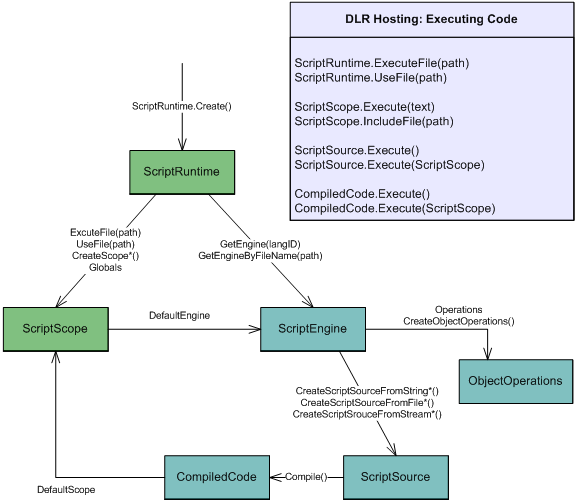 DLR Hosting: Executing Code
ScriptRuntime.ExecuteFile(path)
ScriptRuntime.UseFile(path)
ScriptScope.Execute(text)
ScriptScope.IncludeFile(path)
ScriptSource.Execute()
ScriptSource.Execute(ScriptScope)
CompiledCode.Execute()
CompiledCode.Execute(ScriptScope)
ScriptRuntime.Create()
ScriptRuntime
ExcuteFile(path)
UseFile(path)
CreateScope*()
Globals
GetEngine(langID)
GetEngineByFileName(path)
ScriptScope
DefaultEngine
ScriptEngine
Operations
CreateObjectOperations()
ObjectOperations
CreateScriptSourceFromString*()
CreateScriptSourceFromFile*()
CreateScriptSrouceFromStream*()
CompiledCode
Compile()
ScriptSource
DefaultScope